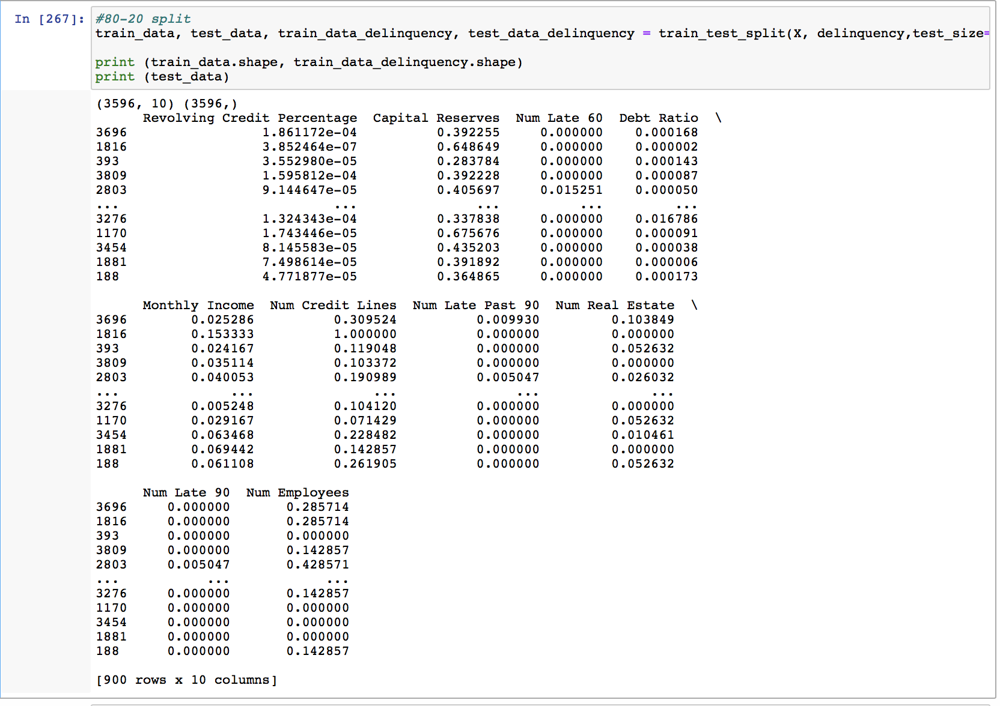 In [267]:
#80-20 split
train_data, test_data, train_data_delinquency, test_data_delinquency = train_test_split(X, delinquency,test_size=
print (train_data.shape, train_data_delinquency.shape)
print (test_data)
(3596, 10) (3596,)
Revolving Credit Percentage Capital Reserves Num Late 60 Debt Ratio \
3696 1.861172e-04 0.392255 0.000000 0.000168
1816 3.852464e-07 0.648649 0.000000 0.000002
393 3.552980e-05 0.283784 0.000000 0.000143
3809 1.595812e-04 0.392228 0.000000 0.000087
2803 9.144647e-05 0.405697 0.015251 0.000050
... ... ... ... ...
3276 1.324343e-04 0.337838 0.000000 0.016786
1170 1.743446e-05 0.675676 0.000000 0.000091
3454 8.145583e-05 0.435203 0.000000 0.000038
1881 7.498614e-05 0.391892 0.000000 0.000006
188 4.771877e-05 0.364865 0.000000 0.000173
Monthly Income Num Credit Lines Num Late Past 90 Num Real Estate \
3696 0.025286 0.309524 0.009930 0.103849
1816 0.153333 1.000000 0.000000 0.000000
393 0.024167 0.119048 0.000000 0.052632
3809 0.035114 0.103372 0.000000 0.000000
2803 0.040053 0.190989 0.005047 0.026032
... ... ... ... ...
3276 0.005248 0.104120 0.000000 0.000000
1170 0.029167 0.071429 0.000000 0.052632
3454 0.063468 0.228482 0.000000 0.010461
1881 0.069442 0.142857 0.000000 0.000000
188 0.061108 0.261905 0.000000 0.052632
Num Late 90 Num Employees
3696 0.000000 0.285714
1816 0.000000 0.285714
393 0.000000 0.000000
3809 0.000000 0.142857
2803 0.005047 0.428571
... ... ...
3276 0.000000 0.142857
1170 0.000000 0.000000
3454 0.000000 0.000000
1881 0.000000 0.000000
188 0.000000 0.142857
[900 rows x 10 columns]